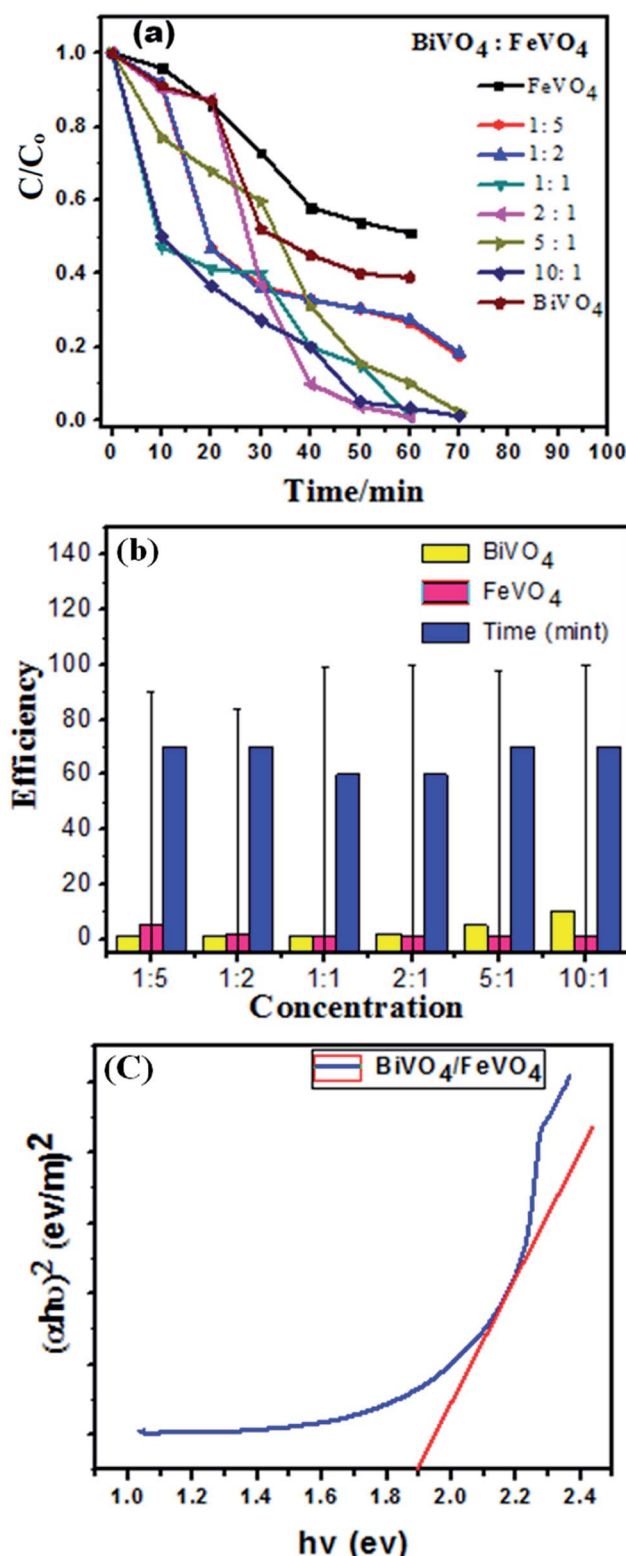 (a)
BiVO4 : FeVO4
FeVO4
1: 5
1: 2
1: 1
2 : 1
5 : 1
10: 1
BiVO4
C/Co
1.0
0.8
0.6
0.4
0.2
0.0
0 10 20 30 40 50 60 70 80 90 100
Time/min
(b)
BiVO4
FeVO4
Time (mint)
Efficiency
140
120
100
80
60
40
20
0
1:5 1:2 1:1 2:1 5:1 10:1
Concentration
(C)
BiVO4/FeVO4
(αhυ)2 (ev/m)2
1.0 1.2 1.4 1.6 1.8 2.0 2.2 2.4
hν (ev)